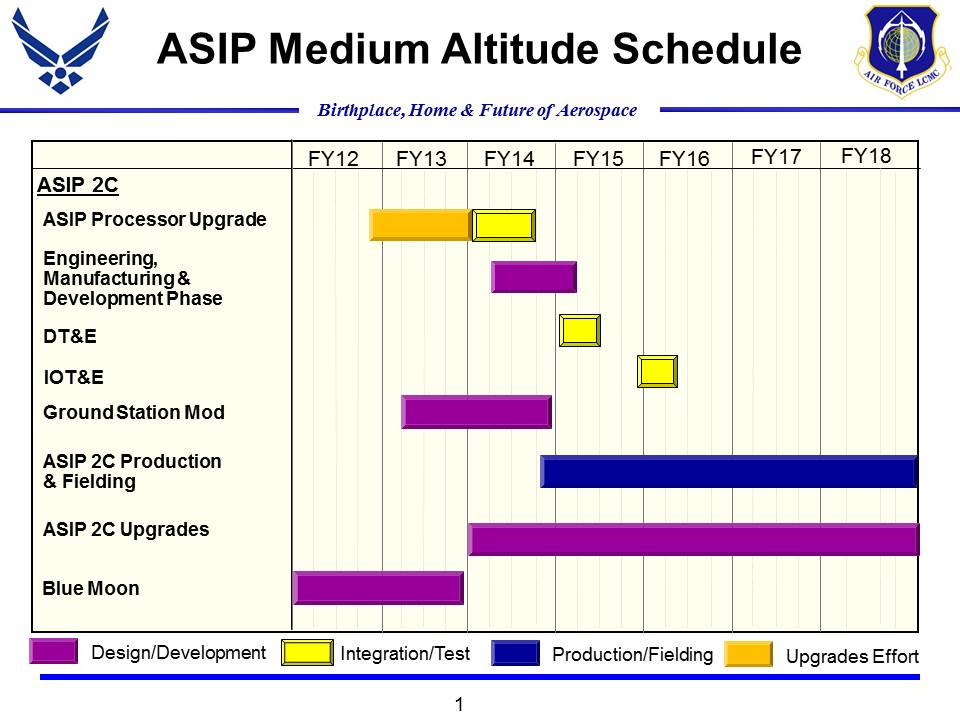 ASIP Medium Altitude Schedule
AIR FORCE LCMC
Birthplace, Home & Future of Aerospace
FY12 FY13 FY14 FY15 FY16 FY17 FY18
ASIP 2C
ASIP Processor Upgrade
Engineering,
Manufacturing &
Development Phase
DT&E
IOT&E
Ground Station Mod
ASIP 2C Production
& Fielding
ASIP 2C Upgrades
Blue Moon
Design/Development Integration/Test Production/Fielding Upgrades Effort
1